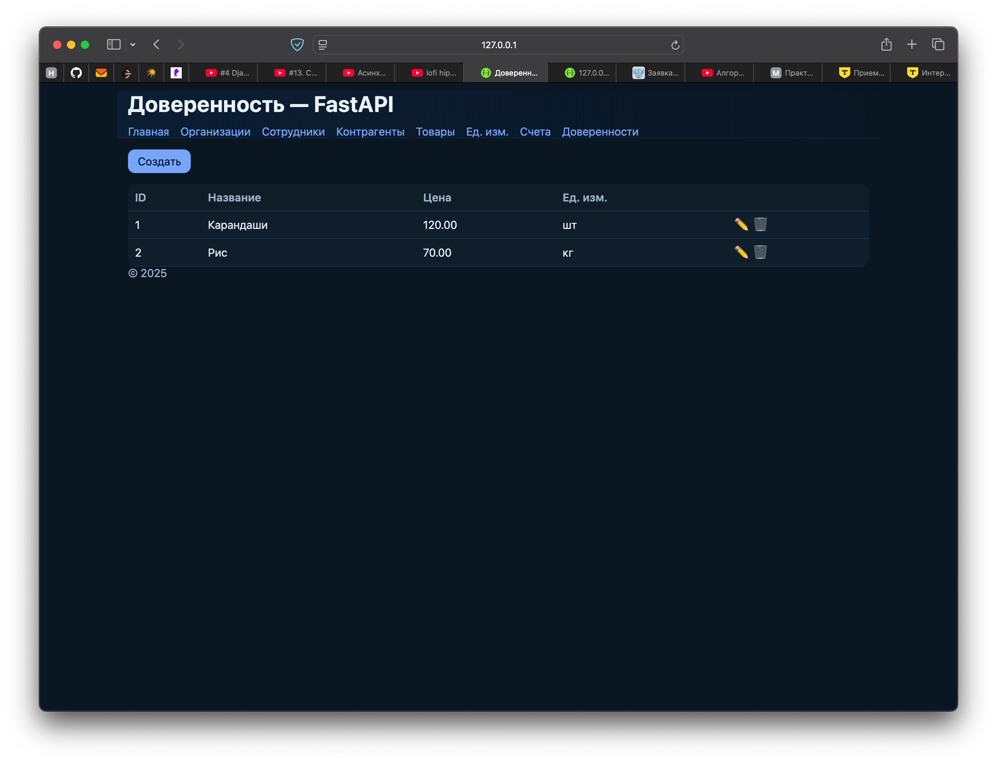 127.0.0.1
H #4 Dja... #13. C... Асинх... lofi hip... Доверенн... 127.0.0... Заявка... Алгор... M Практ... T Прием... T Интер...
Доверенность — FastAPI
Главная Организации Сотрудники Контрагенты Товары Ед. изм. Счета Доверенности
Создать
ID Название Цена Ед. изм.
1 Карандаши 120.00 шт
2 Рис 70.00 кг
© 2025